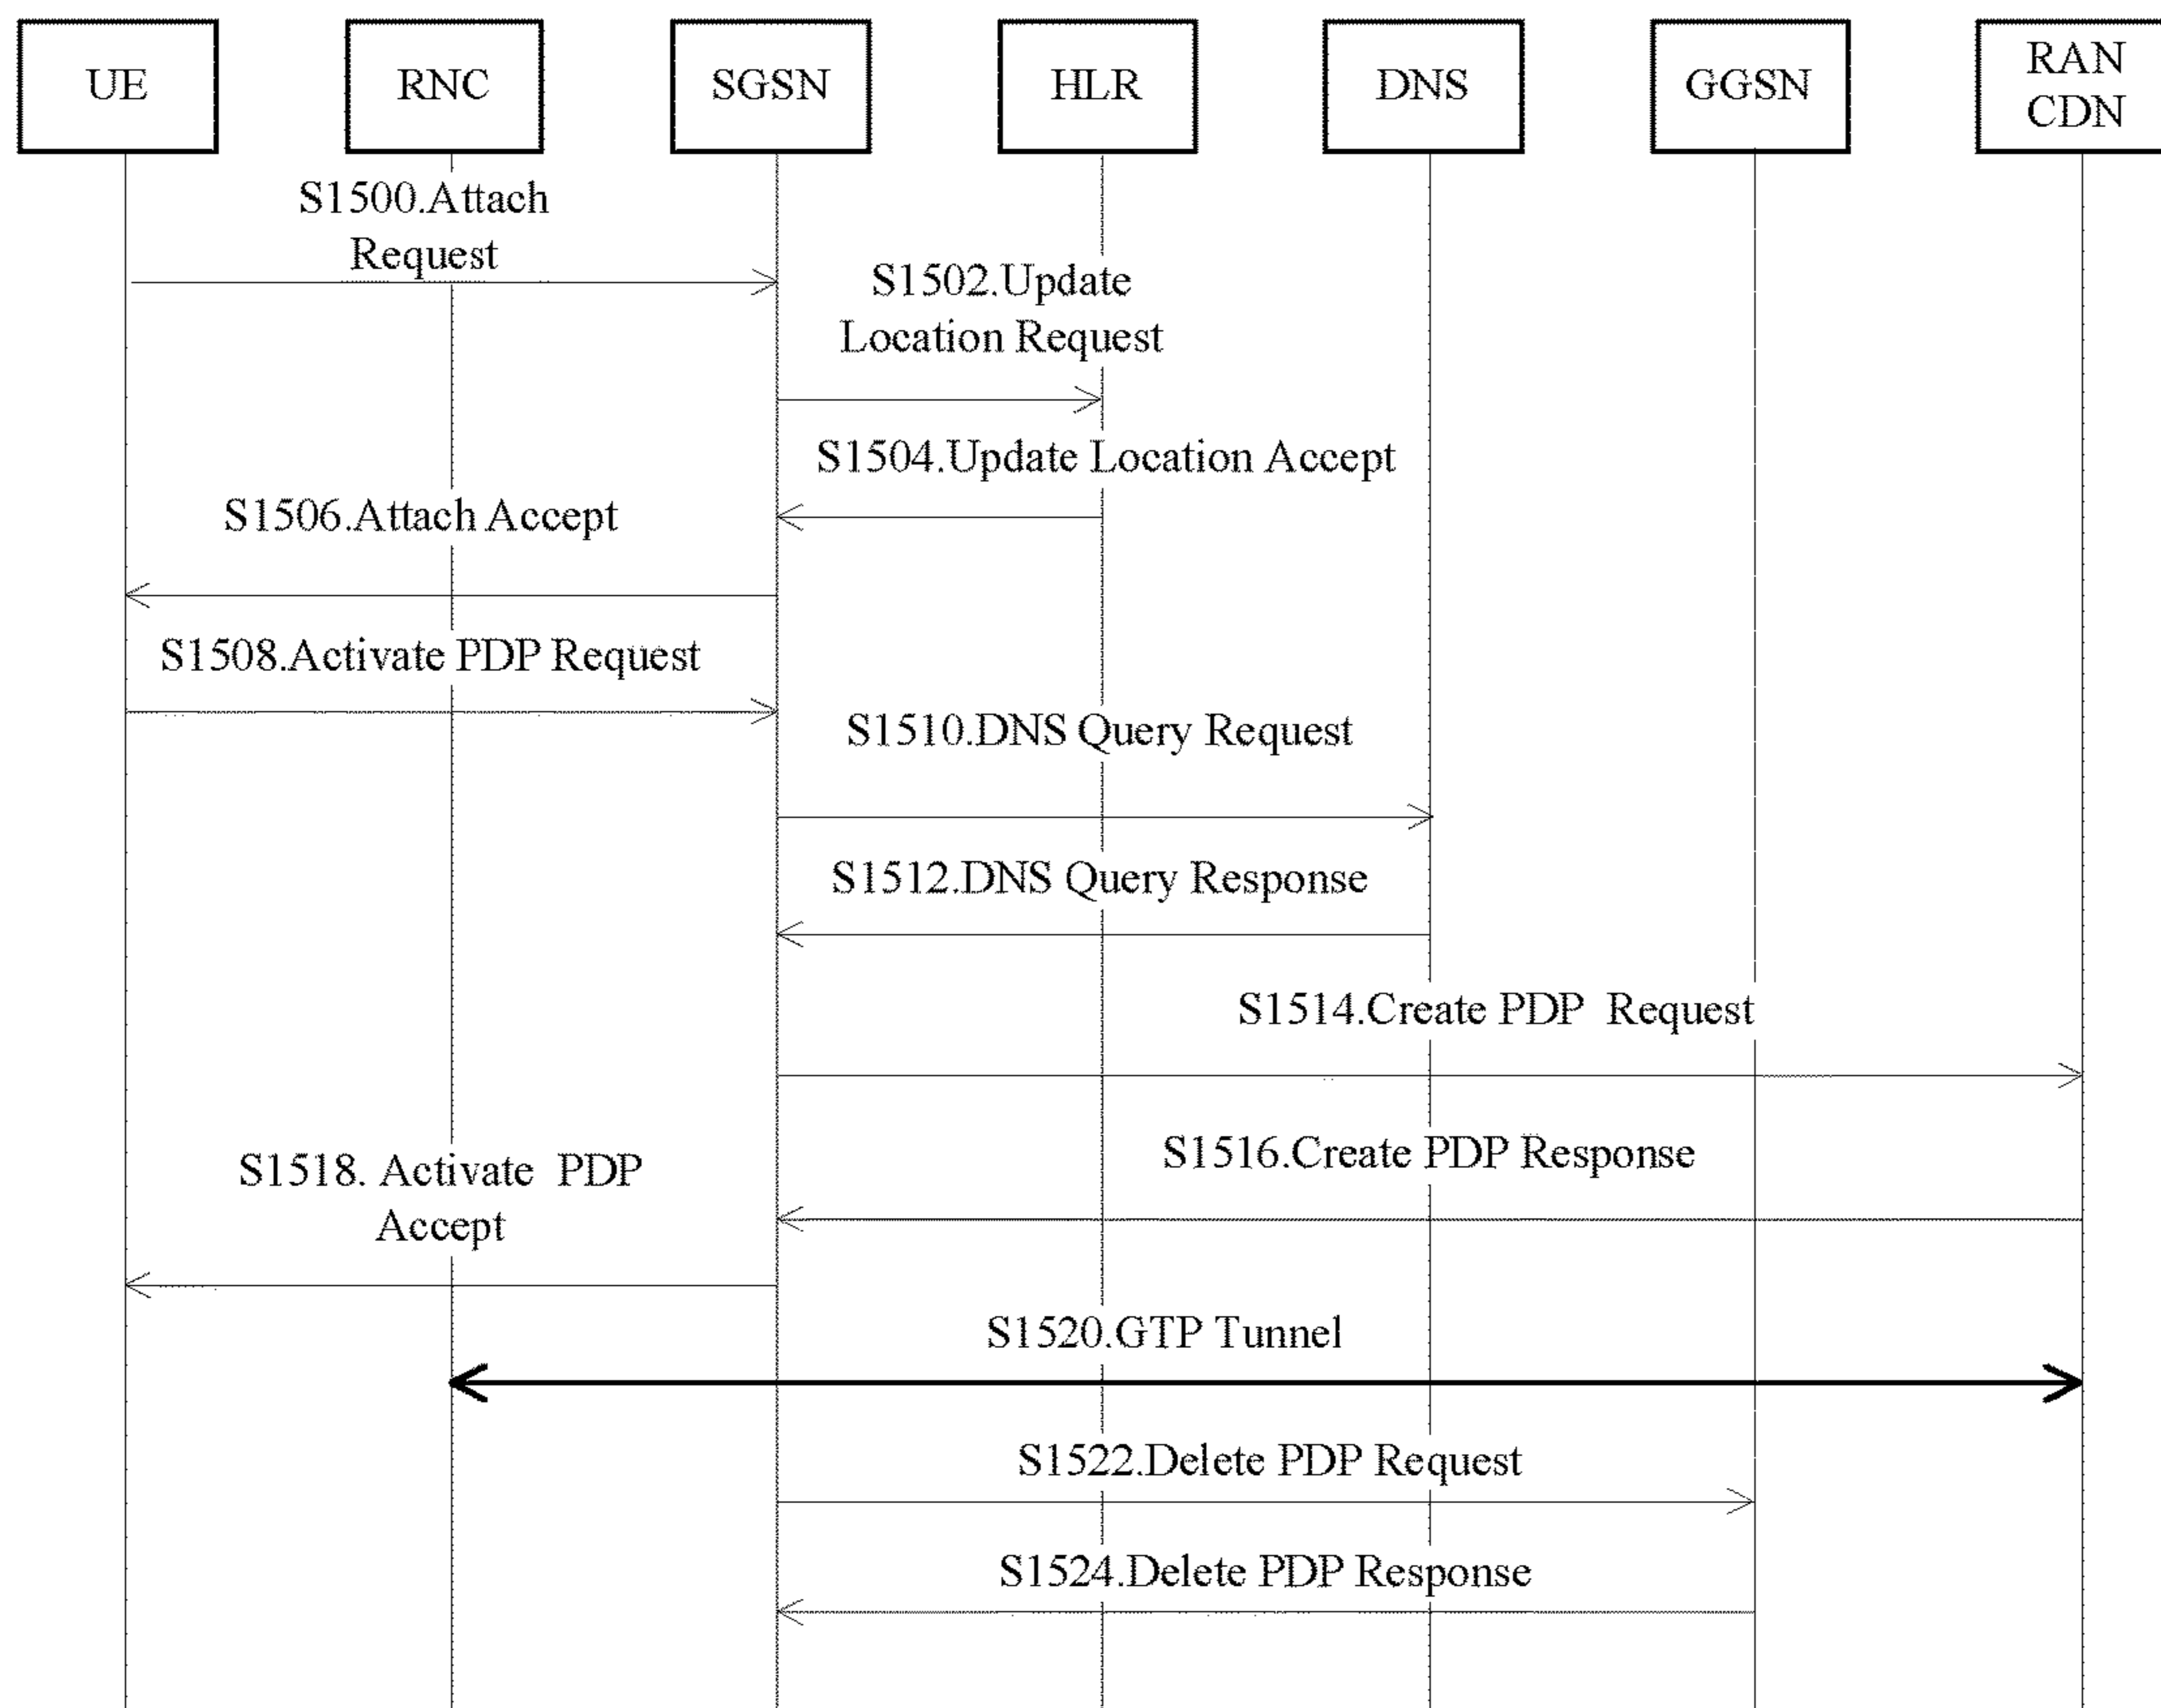 UE
RNC
SGSN
HLR
DNS
GGSN
RAN
CDN
S1500.Attach
Request
S1502.Update
Location Request
S1504.Update Location Accept
S1506.Attach Accept
S1508.Activate PDP Request
S1510.DNS Query Request
S1512.DNS Query Response
S1514.Create PDP Request
S1516.Create PDP Response
S1518. Activate PDP
Accept
S1520.GTP Tunnel
S1522.Delete PDP Request
S1524.Delete PDP Response